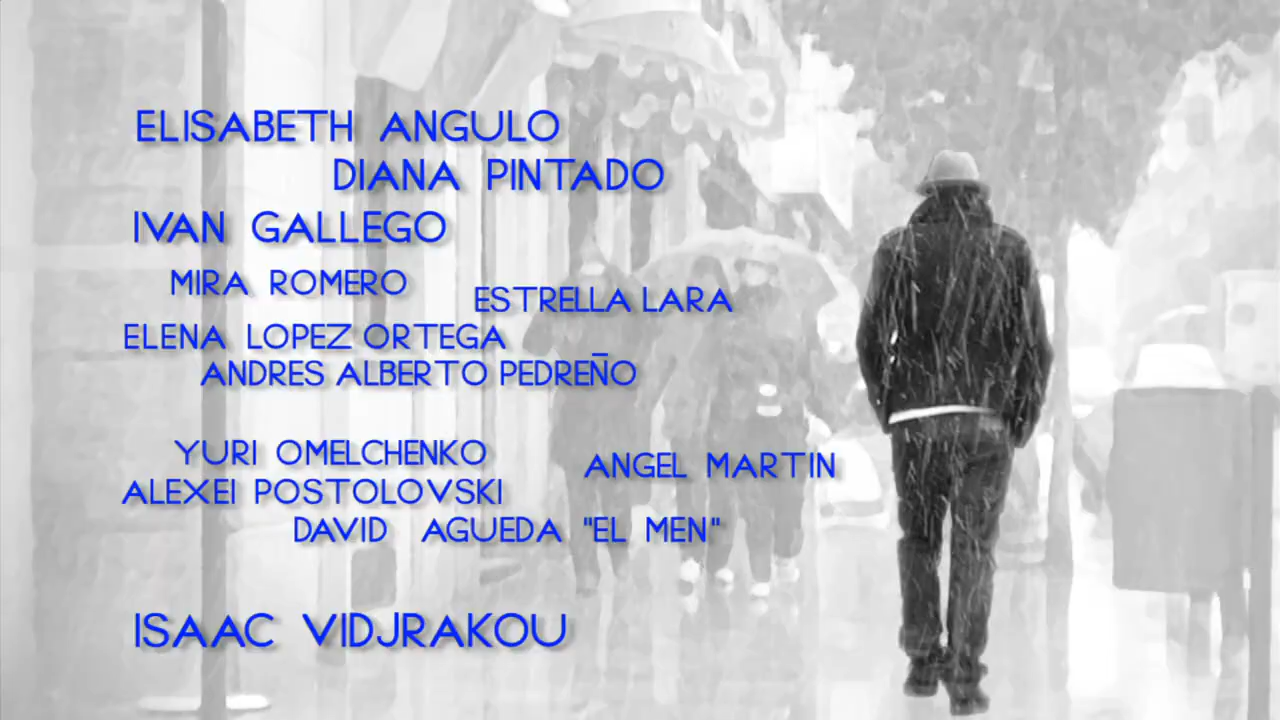 ELISABETH ANGULO
DIANA PINTADO
IVAN GALLEGO
MIRA ROMERO
ESTRELLA LARA
ELENA LOPEZ ORTEGA
ANDRES ALBERTO PEDREÑO
YURI OMELCHENKO
ANGEL MARTIN
ALEXEI POSTOLOVSKI
DAVID AGUEDA "EL MEN"
ISAAC VIDJRAKOU